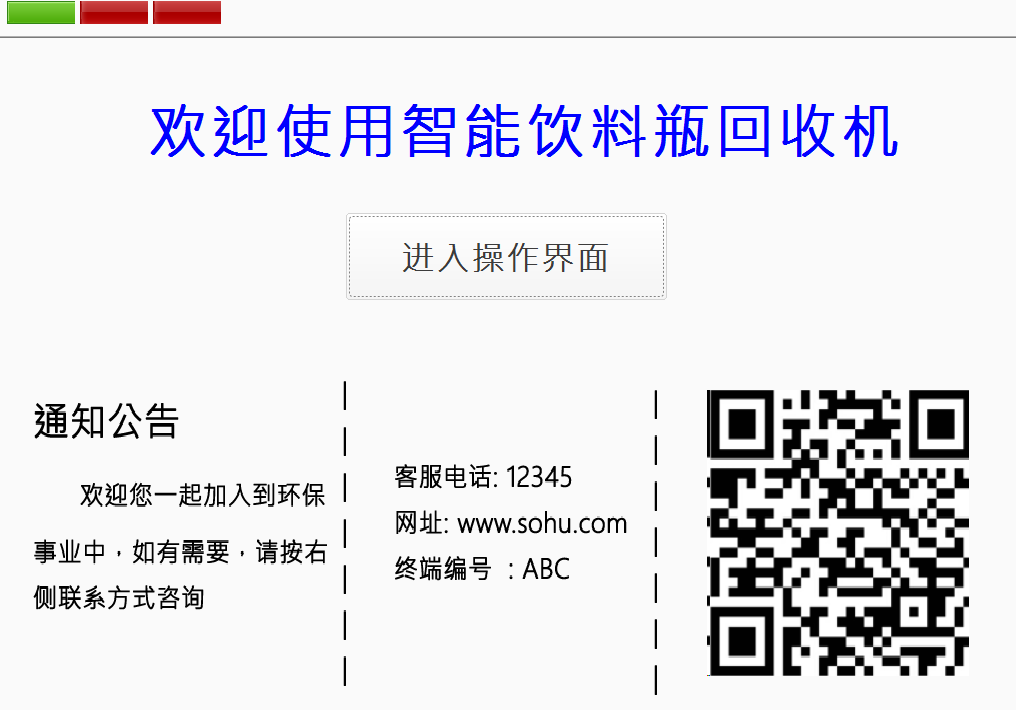 欢迎使用智能饮料瓶回收机
进入操作界面
通知公告
欢迎您一起加入到环保
事业中，如有需要，请按右
侧联系方式咨询
客服电话: 12345
网址: www.sohu.com
终端编号 : ABC